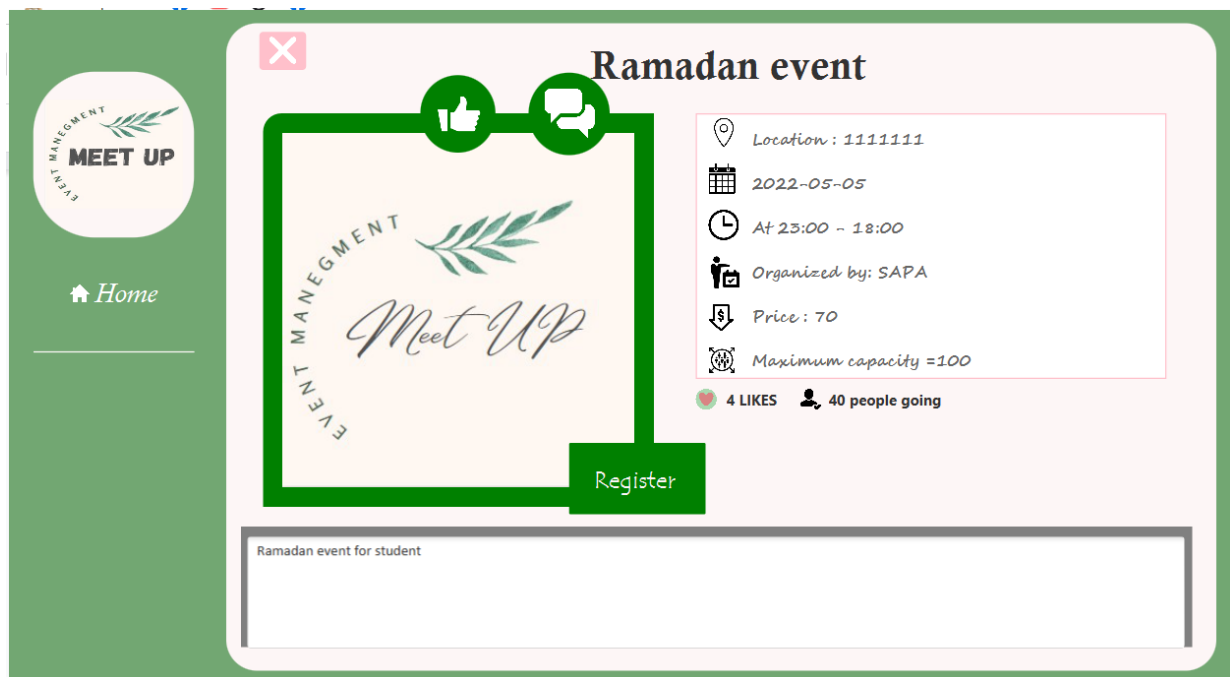 Ramadan event
EVENT MANEGMENT
MEET UP
Home
EVENT MANEGMENT
Meet UP
Register
Location : 1111111
2022-05-05
At 23:00 - 18:00
Organized by: SAPA
Price : 70
Maximum capacity =100
4 LIKES 40 people going
Ramadan event for student